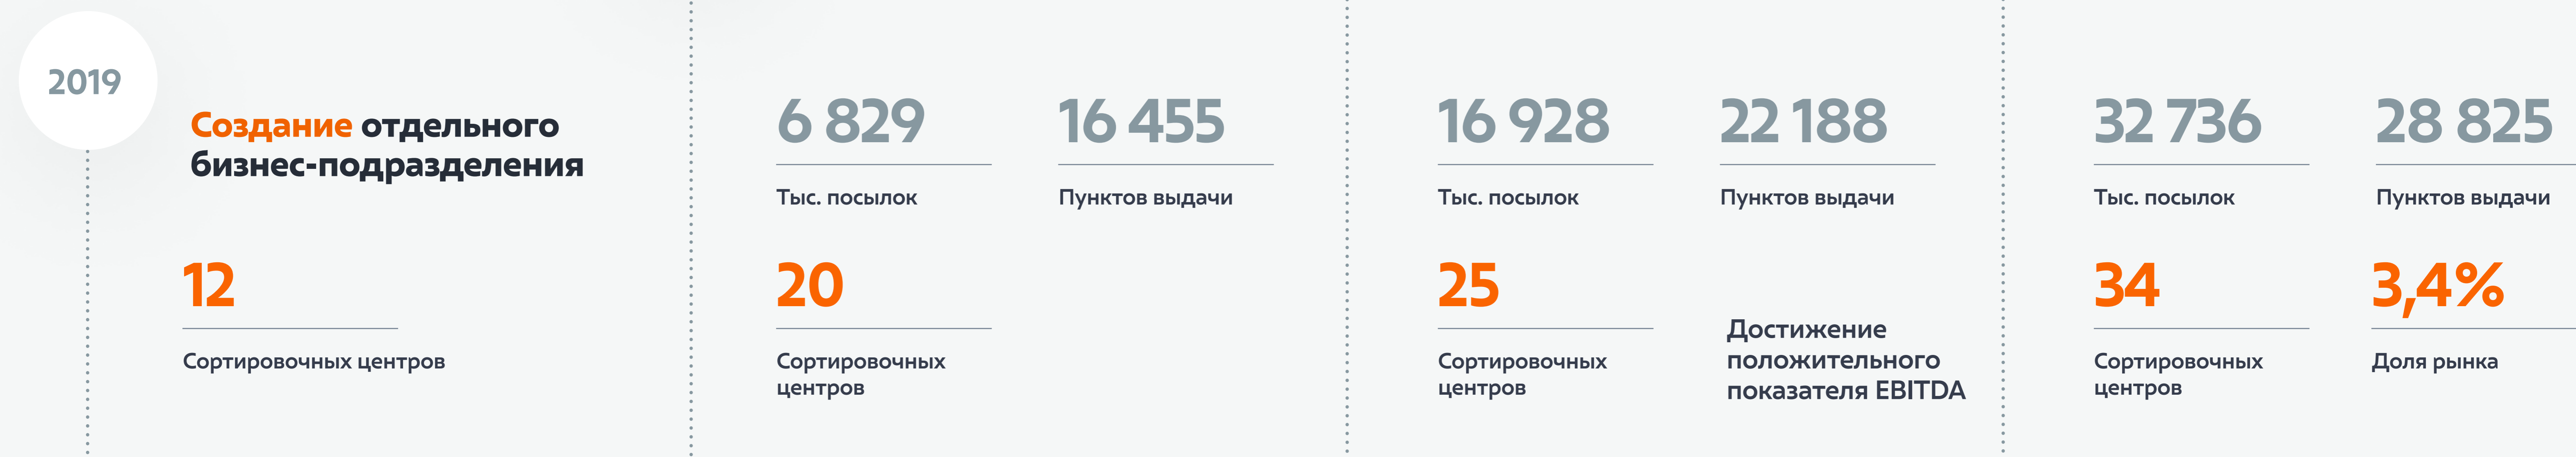 2019
Создание отдельного
бизнес-подразделения
12
Сортировочных центров
6 829
Тыс. посылок
16 455
Пунктов выдачи
20
Сортировочных
центров
16 928
Тыс. посылок
22 188
Пунктов выдачи
25
Сортировочных
центров
Достижение
положительного
показателя EBITDA
32 736
Тыс. посылок
28 825
Пунктов выдачи
34
Сортировочных
центров
3,4%
Доля рынка